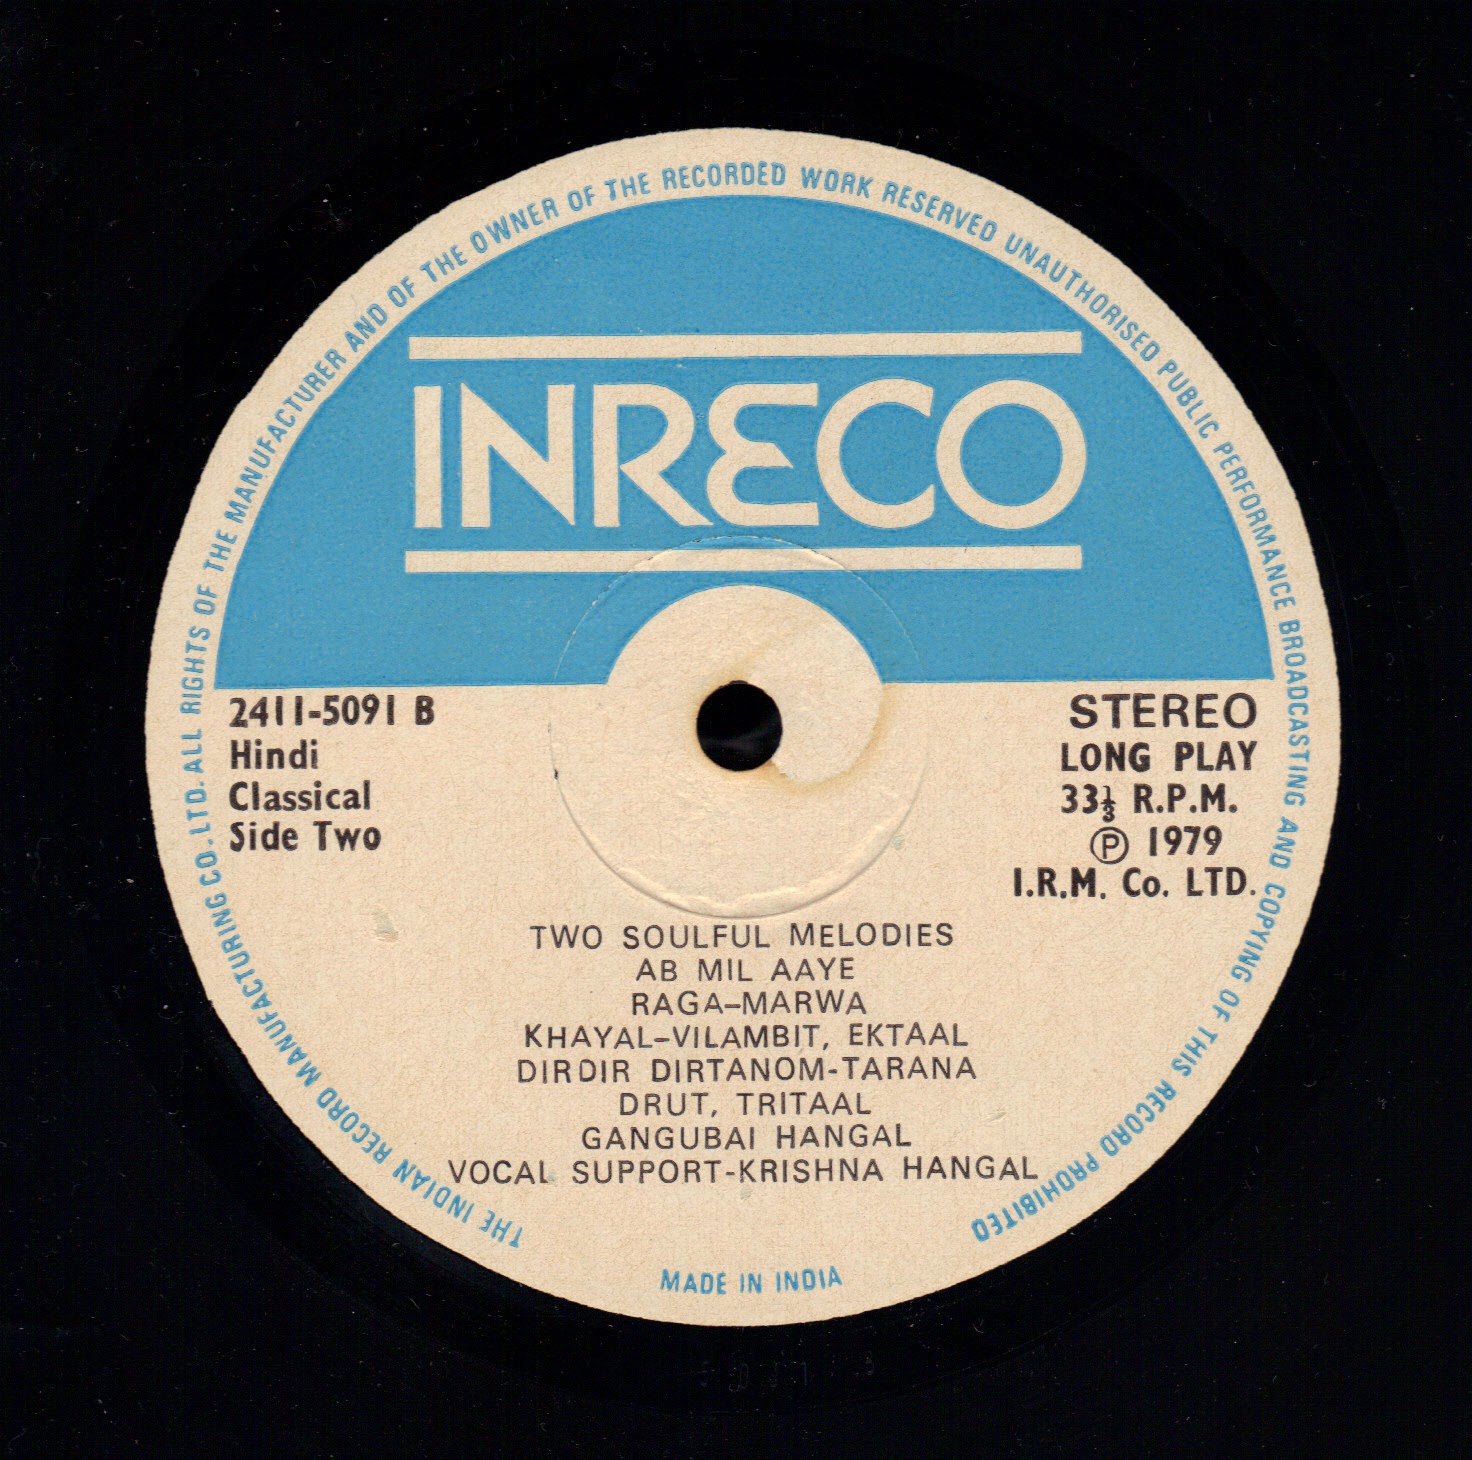 THE INDIAN RECORD MANUFACTURING CO. LTD. ALL RIGHTS OF THE MANUFACTURER AND OF THE OWNER OF THE RECORDED WORK RESERVED UNAUTHORISED PUBLIC PERFORMANCE BROADCASTING AND COPYING OF THIS RECORD PROHIBITED
INRECO
2411-5091 B
Hindi
Classical
Side Two
STEREO
LONG PLAY
33⅓ R.P.M.
Ⓟ 1979
I.R.M. Co. LTD.
TWO SOULFUL MELODIES
AB MIL AAYE
RAGA–MARWA
KHAYAL–VILAMBIT, EKTAAL
DIRDIR DIRTANOM-TARANA
DRUT, TRITAAL
GANGUBAI HANGAL
VOCAL SUPPORT-KRISHNA HANGAL
MADE IN INDIA